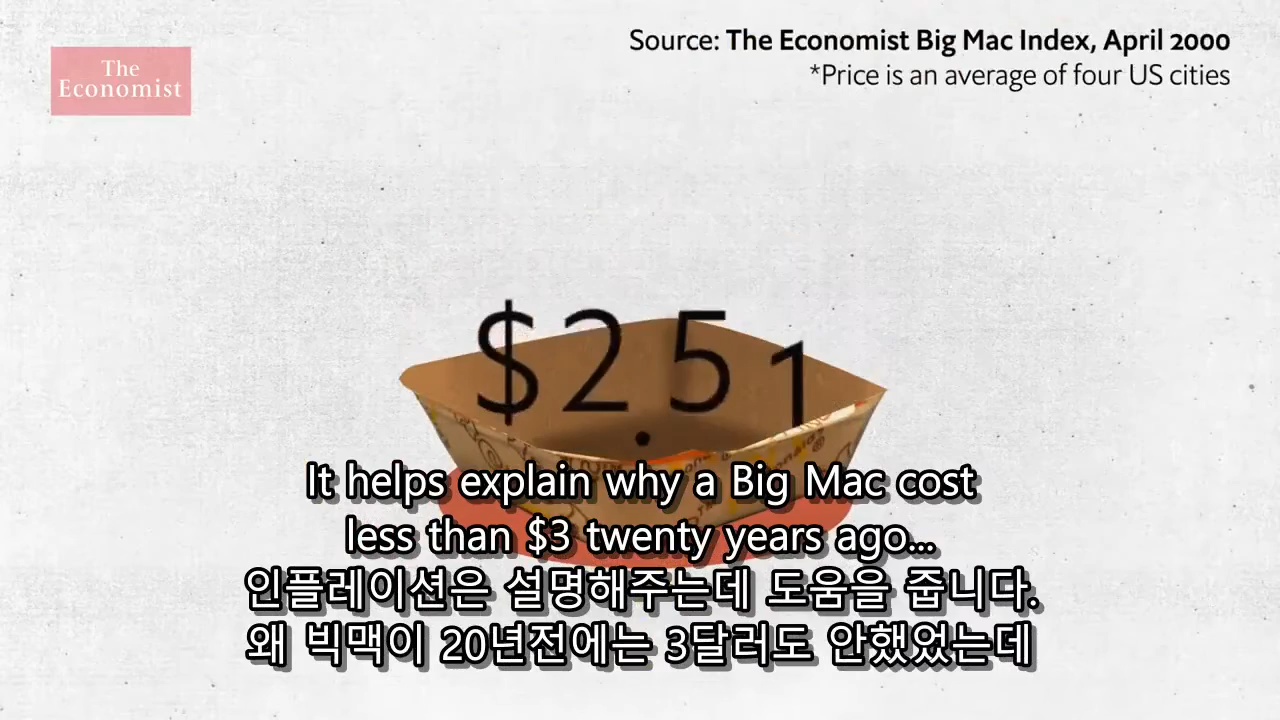 The
Economist
Source: The Economist Big Mac Index, April 2000
*Price is an average of four US cities
$2.51
It helps explain why a Big Mac cost
less than $3 twenty years ago...
인플레이션은 설명해주는데 도움을 줍니다.
왜 빅맥이 20년전에는 3달러도 안했었는데